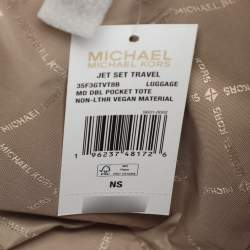 MICHAEL
MICHAEL KORS
JET SET TRAVEL
35F3GTVT8B LUGGAGE
MD DBL POCKET TOTE
NON-LTHR VEGAN MATERIAL
1 96237 48172 6
NS